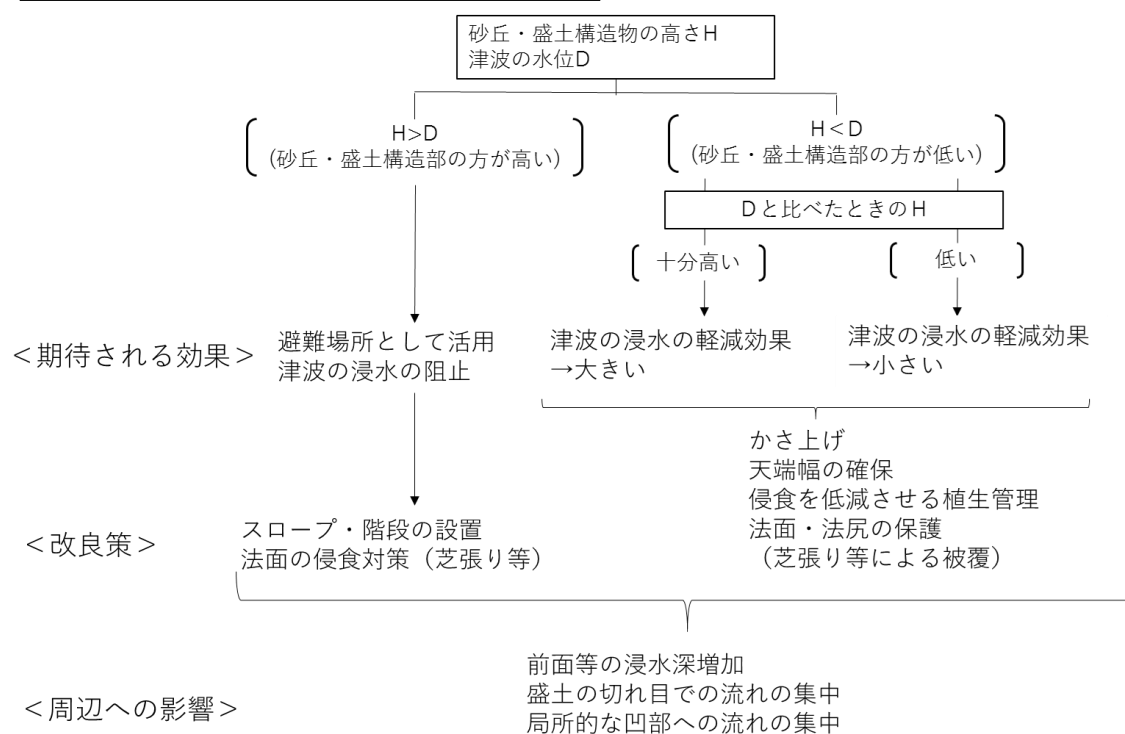 砂丘・盛土構造物の高さH
津波の水位D
H>D
(砂丘・盛土構造部の方が高い)
H<D
(砂丘・盛土構造部の方が低い)
Dと比べたときのH
十分高い
低い
<期待される効果>
避難場所として活用
津波の浸水の阻止
津波の浸水の軽減効果
→大きい
津波の浸水の軽減効果
→小さい
かさ上げ
天端幅の確保
侵食を低減させる植生管理
法面・法尻の保護
(芝張り等による被覆)
<改良策>
スロープ・階段の設置
法面の侵食対策(芝張り等)
<周辺への影響>
前面等の浸水深増加
盛土の切れ目での流れの集中
局所的な凹部への流れの集中